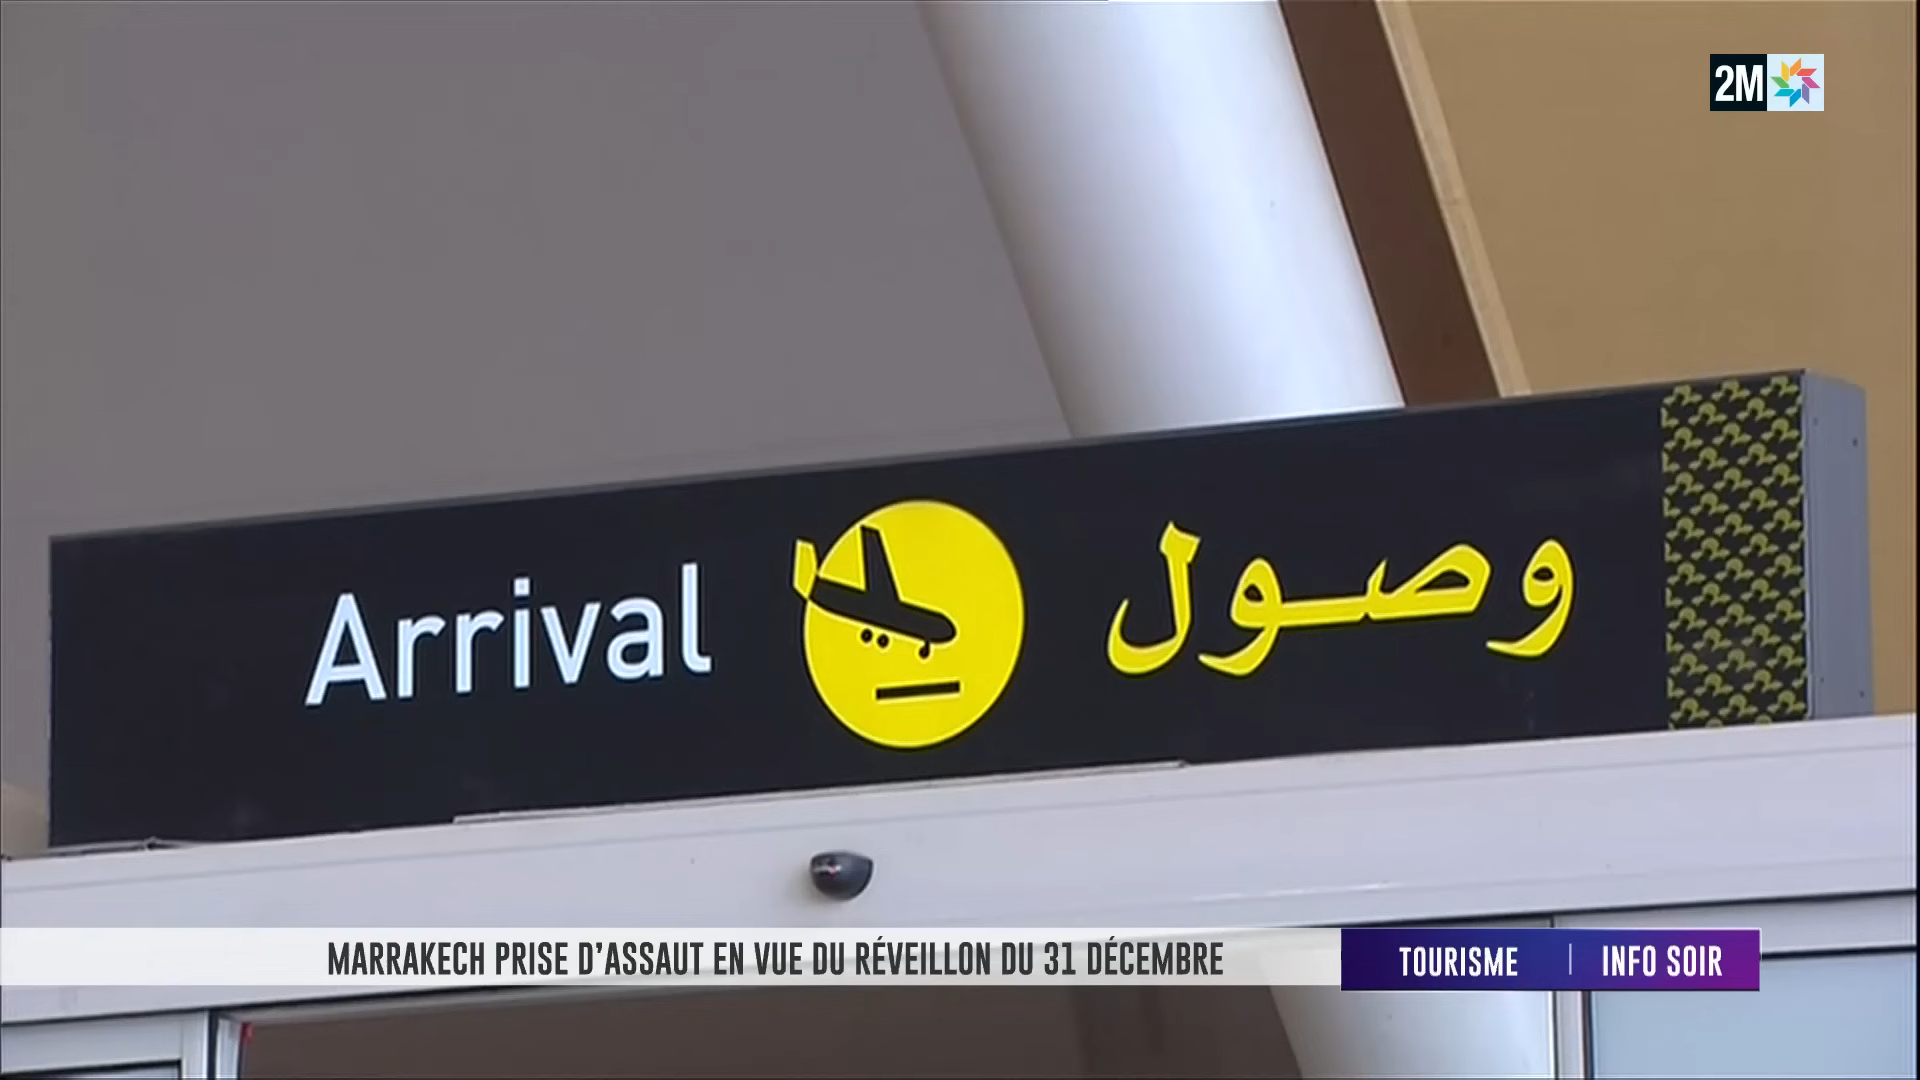 2M
Arrival وصول
MARRAKECH PRISE D'ASSAUT EN VUE DU RÉVEILLON DU 31 DÉCEMBRE
TOURISME | INFO SOIR